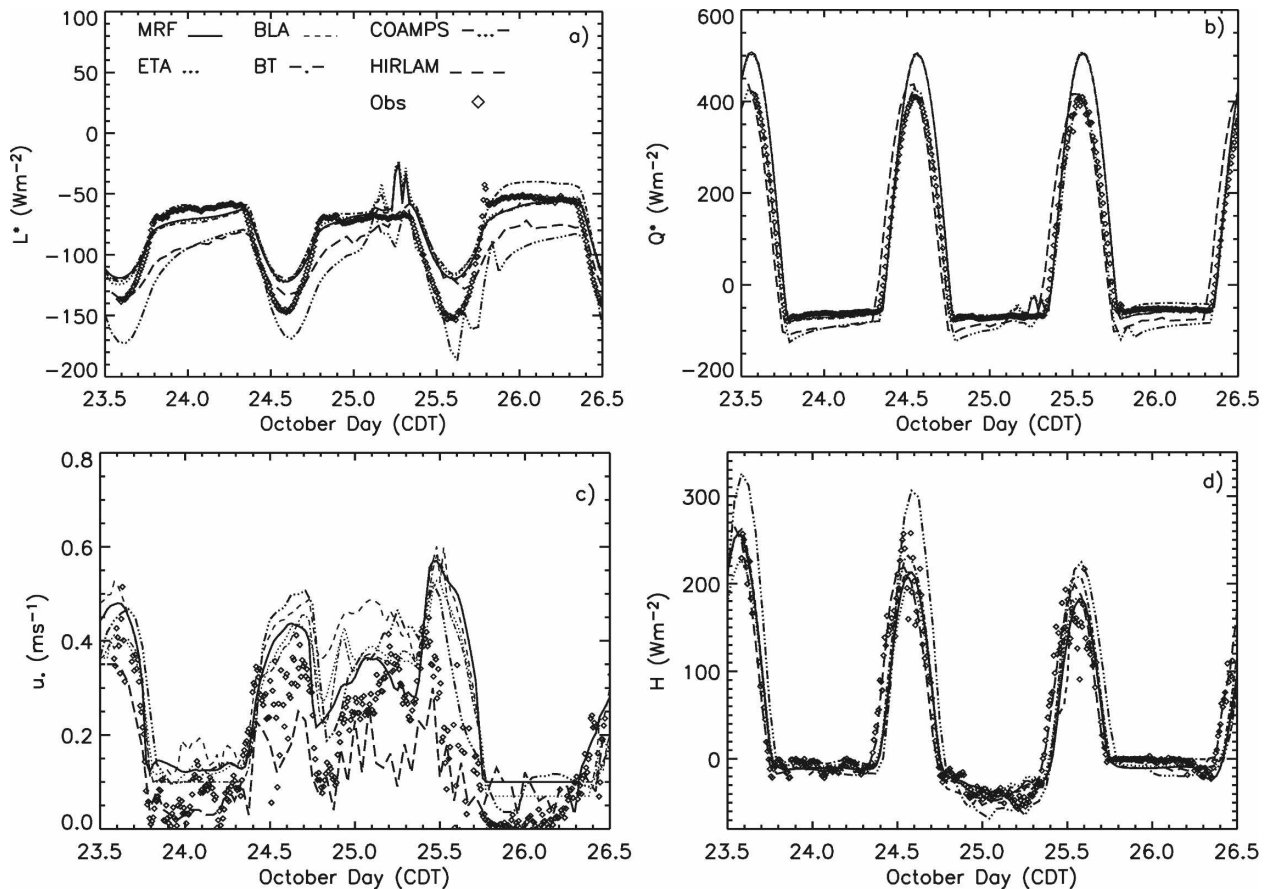 MRF BLA COAMPS a)
ETA BT HIRLAM
Obs
L* (Wm−2)
100
50
0
−50
−100
−150
−200
23.5 24.0 24.5 25.0 25.5 26.0 26.5
October Day (CDT)
b)
Q* (Wm−2)
600
400
200
0
−200
23.5 24.0 24.5 25.0 25.5 26.0 26.5
October Day (CDT)
c)
u* (ms−1)
0.8
0.6
0.4
0.2
0.0
23.5 24.0 24.5 25.0 25.5 26.0 26.5
October Day (CDT)
d)
H (Wm−2)
300
200
100
0
23.5 24.0 24.5 25.0 25.5 26.0 26.5
October Day (CDT)